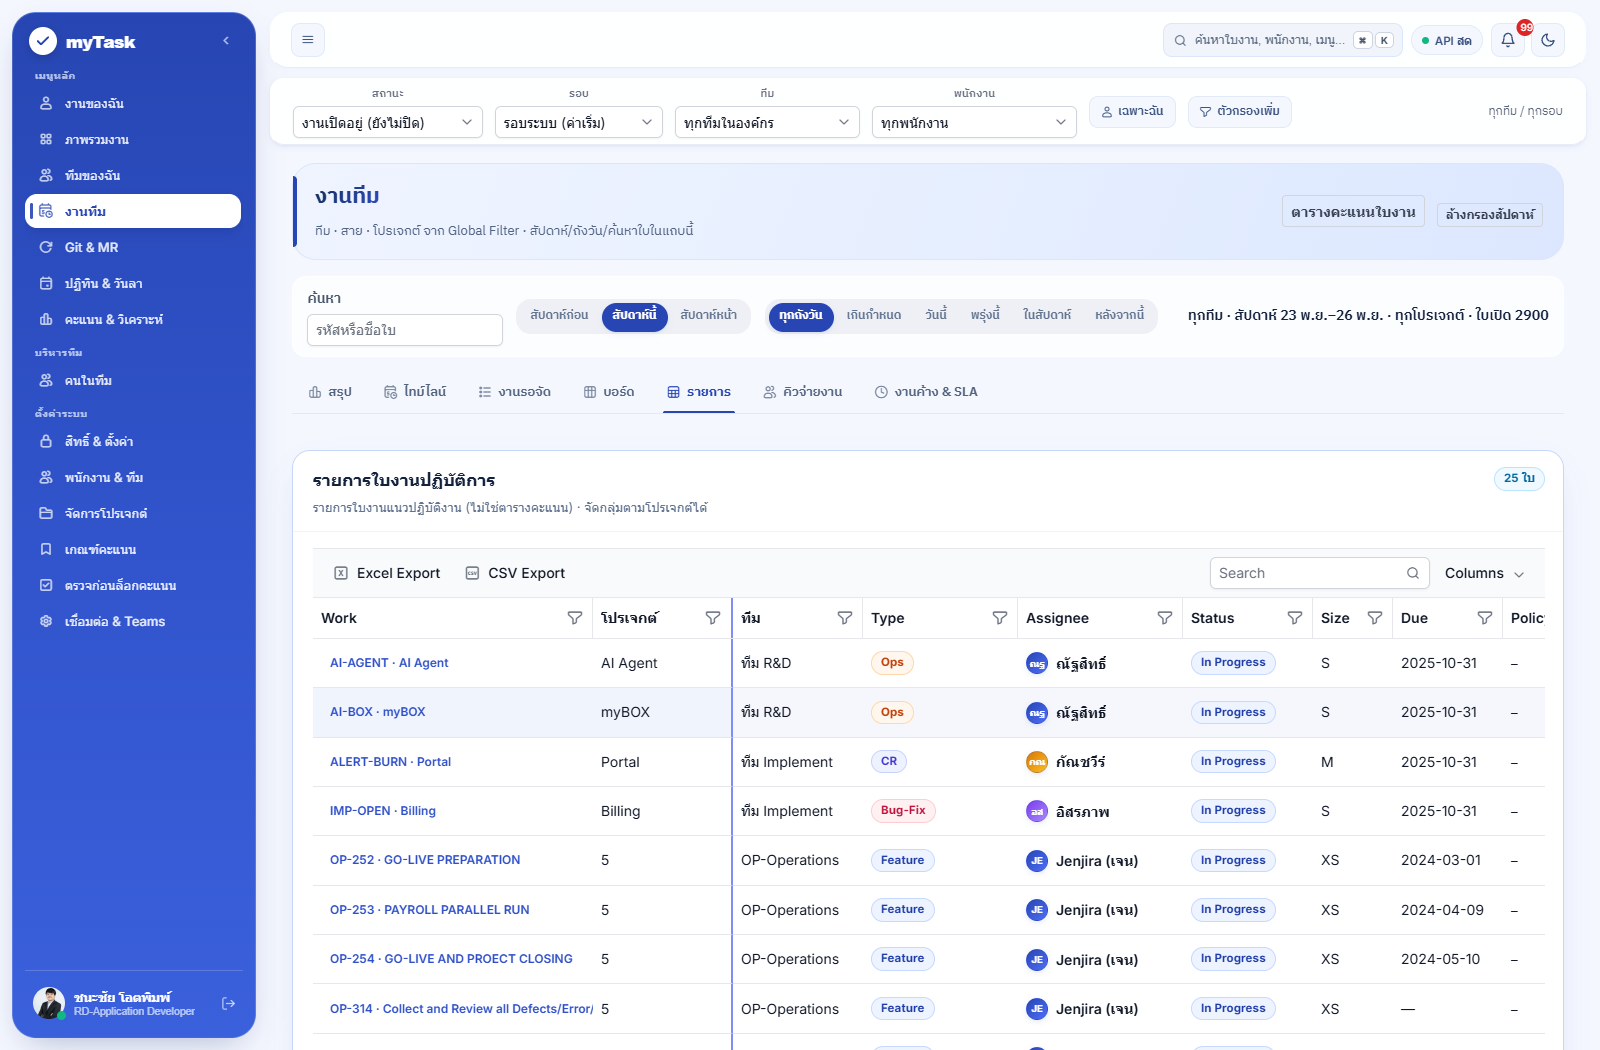 myTask
เมนูหลัก
งานของฉัน
ภาพรวมงาน
ทีมของฉัน
งานทีม
Git & MR
ปฏิทิน & วันลา
คะแนน & วิเคราะห์
บริหารทีม
คนในทีม
ตั้งค่าระบบ
สิทธิ์ & ตั้งค่า
พนักงาน & ทีม
จัดการโปรเจกต์
เกณฑ์คะแนน
ตรวจก่อนล็อกคะแนน
เชื่อมต่อ & Teams
ชนะชัย โอดพิมพ์
RD-Application Developer
ค้นหาใบงาน, พนักงาน, เมนู... ⌘ K
API สด
99
สถานะ รอบ ทีม พนักงาน
งานเปิดอยู่ (ยังไม่ปิด) รอบระบบ (ค่าเริ่ม) ทุกทีมในองค์กร ทุกพนักงาน เฉพาะฉัน ตัวกรองเพิ่ม ทุกทีม / ทุกรอบ
งานทีม
ทีม · สาย · โปรเจกต์ จาก Global Filter · สัปดาห์/ถังวัน/ค้นหาใบในแถบนี้
ตารางคะแนนใบงาน ล้างกรองสัปดาห์
ค้นหา
รหัสหรือชื่อใบ
สัปดาห์ก่อน สัปดาห์นี้ สัปดาห์หน้า
ทุกถังวัน เกินกำหนด วันนี้ พรุ่งนี้ ในสัปดาห์ หลังจากนี้
ทุกทีม · สัปดาห์ 23 พ.ย.–26 พ.ย. · ทุกโปรเจกต์ · ใบเปิด 2900
สรุป ไทม์ไลน์ งานรอจัด บอร์ด รายการ คิวจ่ายงาน งานค้าง & SLA
รายการใบงานปฏิบัติการ
รายการใบงานแนวปฏิบัติงาน (ไม่ใช่ตารางคะแนน) · จัดกลุ่มตามโปรเจกต์ได้
25 ใบ
Excel Export CSV Export Search Columns
Work โปรเจกต์ ทีม Type Assignee Status Size Due Policy
AI-AGENT · AI Agent AI Agent ทีม R&D Ops ณัฐ ณัฐสิทธิ์ In Progress S 2025-10-31 –
AI-BOX · myBOX myBOX ทีม R&D Ops ณัฐ ณัฐสิทธิ์ In Progress S 2025-10-31 –
ALERT-BURN · Portal Portal ทีม Implement CR กัณ กัณชวีร์ In Progress M 2025-10-31 –
IMP-OPEN · Billing Billing ทีม Implement Bug-Fix อส อิสรภาพ In Progress S 2025-10-31 –
OP-252 · GO-LIVE PREPARATION 5 OP-Operations Feature JE Jenjira (เจน) In Progress XS 2024-03-01 –
OP-253 · PAYROLL PARALLEL RUN 5 OP-Operations Feature JE Jenjira (เจน) In Progress XS 2024-04-09 –
OP-254 · GO-LIVE AND PROECT CLOSING 5 OP-Operations Feature JE Jenjira (เจน) In Progress XS 2024-05-10 –
OP-314 · Collect and Review all Defects/Error/ 5 OP-Operations Feature JE Jenjira (เจน) In Progress XS — –